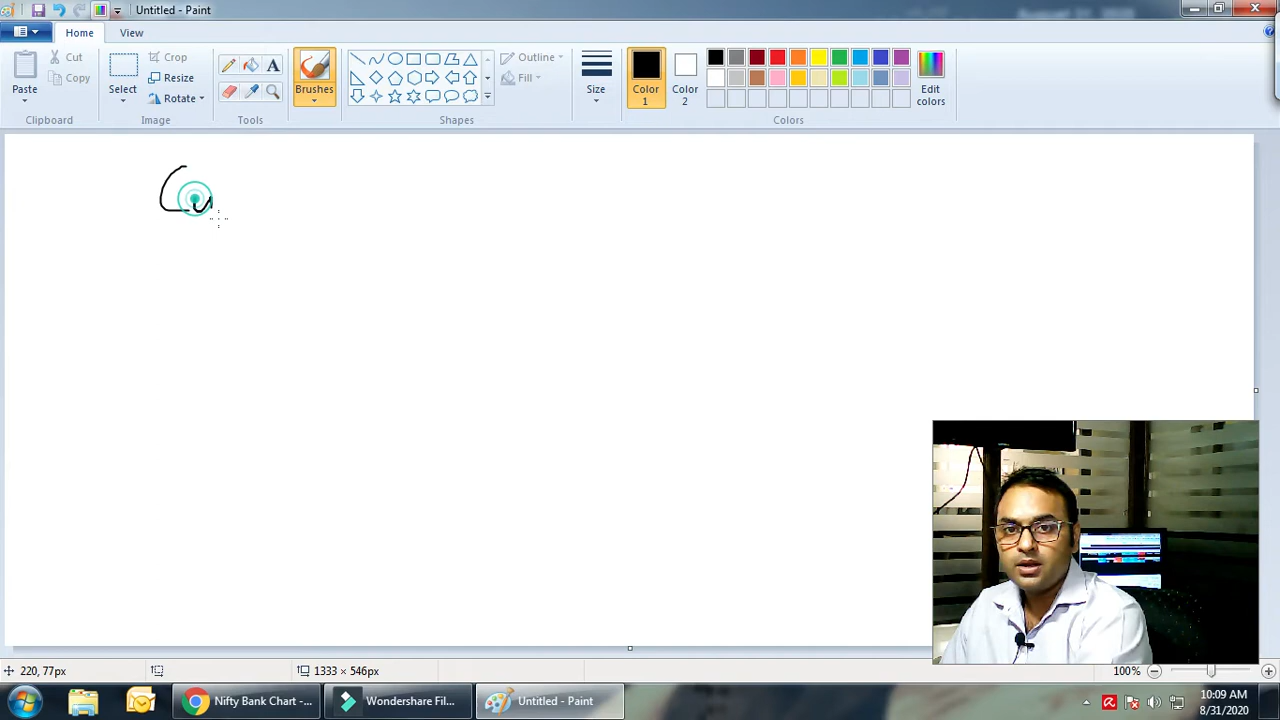 Untitled - Paint
Home View
Cut
Copy
Paste
Clipboard
Crop
Resize
Rotate
Select
Image
Tools
Brushes
Outline
Fill
Shapes
Size
Color 1
Color 2
Edit colors
Colors
220, 77px
1333 × 546px
100%
Nifty Bank Chart -...
Wondershare Fil...
Untitled - Paint
10:09 AM
8/31/2020